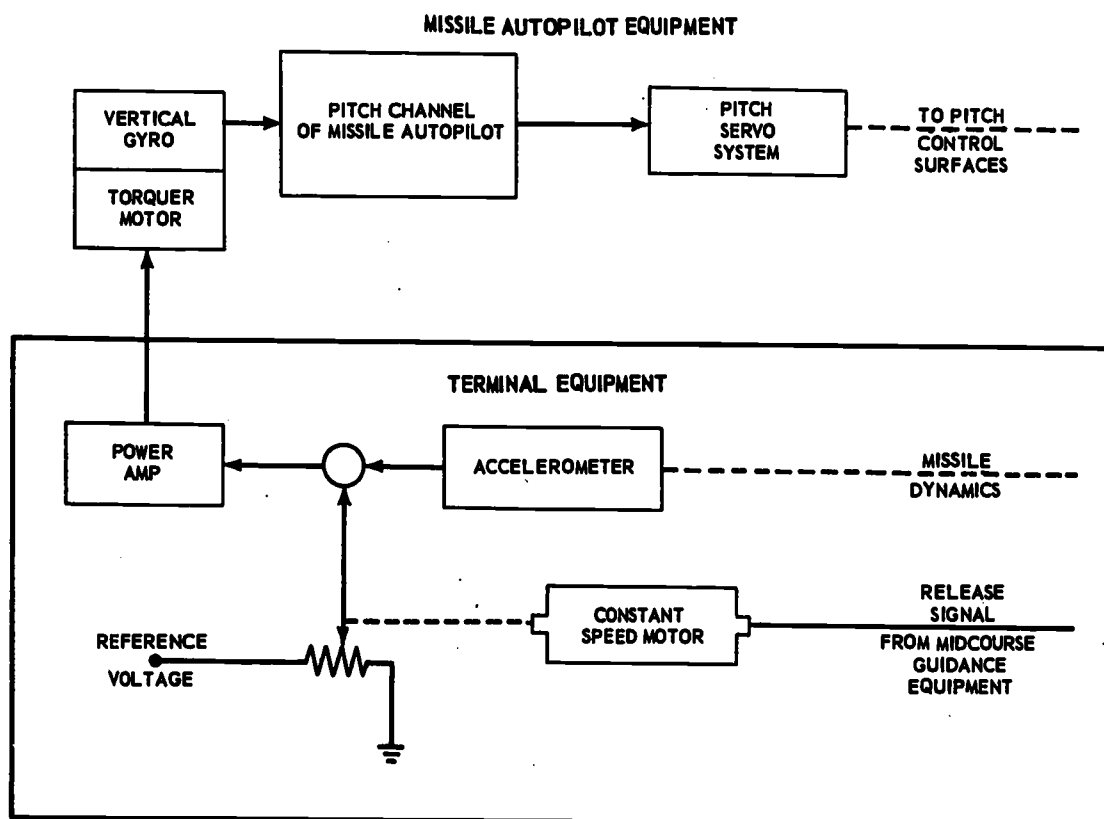 MISSILE AUTOPILOT EQUIPMENT
VERTICAL
GYRO
TORQUER
MOTOR
PITCH CHANNEL
OF MISSILE AUTOPILOT
PITCH
SERVO
SYSTEM
TO PITCH
CONTROL
SURFACES
TERMINAL EQUIPMENT
POWER
AMP
ACCELEROMETER
MISSILE
DYNAMICS
CONSTANT
SPEED MOTOR
RELEASE
SIGNAL
FROM MIDCOURSE
GUIDANCE
EQUIPMENT
REFERENCE
VOLTAGE